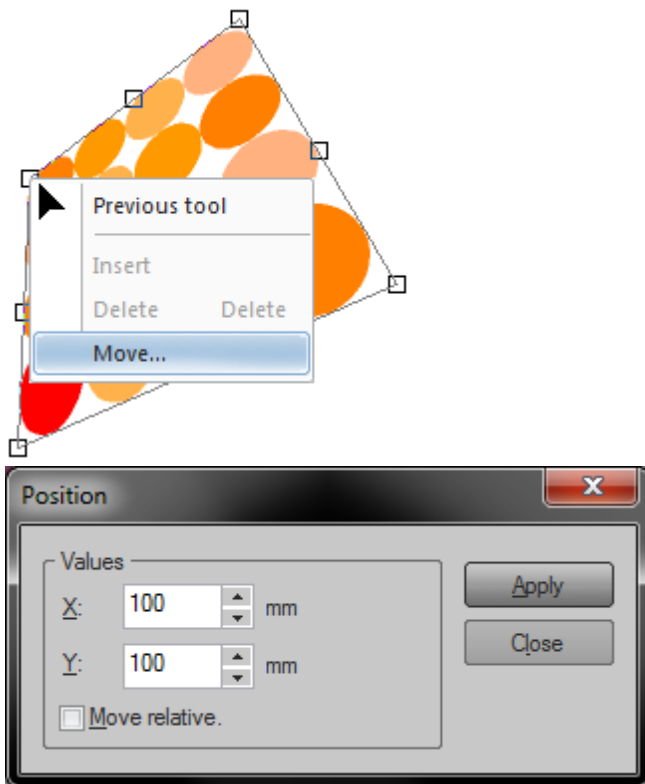 Previous tool
Insert
Delete Delete
Move...
Position
Values
X: 100 mm
Y: 100 mm
Move relative.
Apply
Close